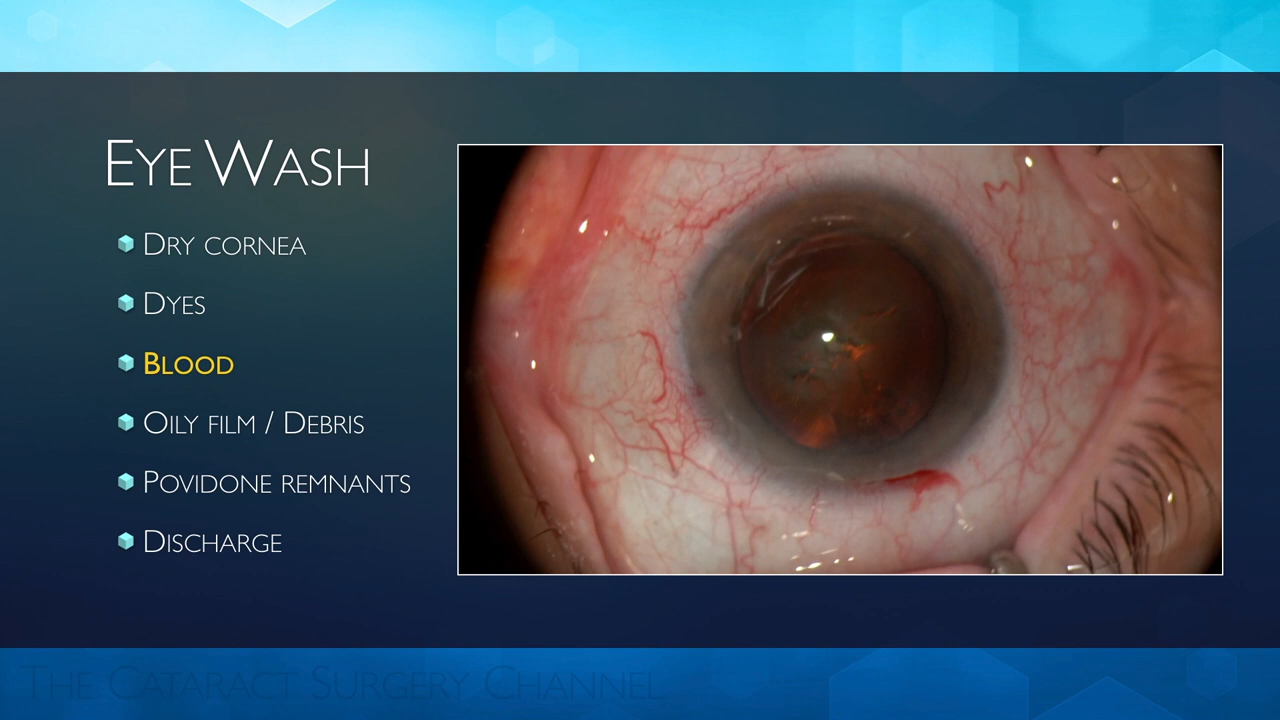 Eye Wash
Dry cornea
Dyes
Blood
Oily film / Debris
Povidone remnants
Discharge
The Cataract Surgery Channel